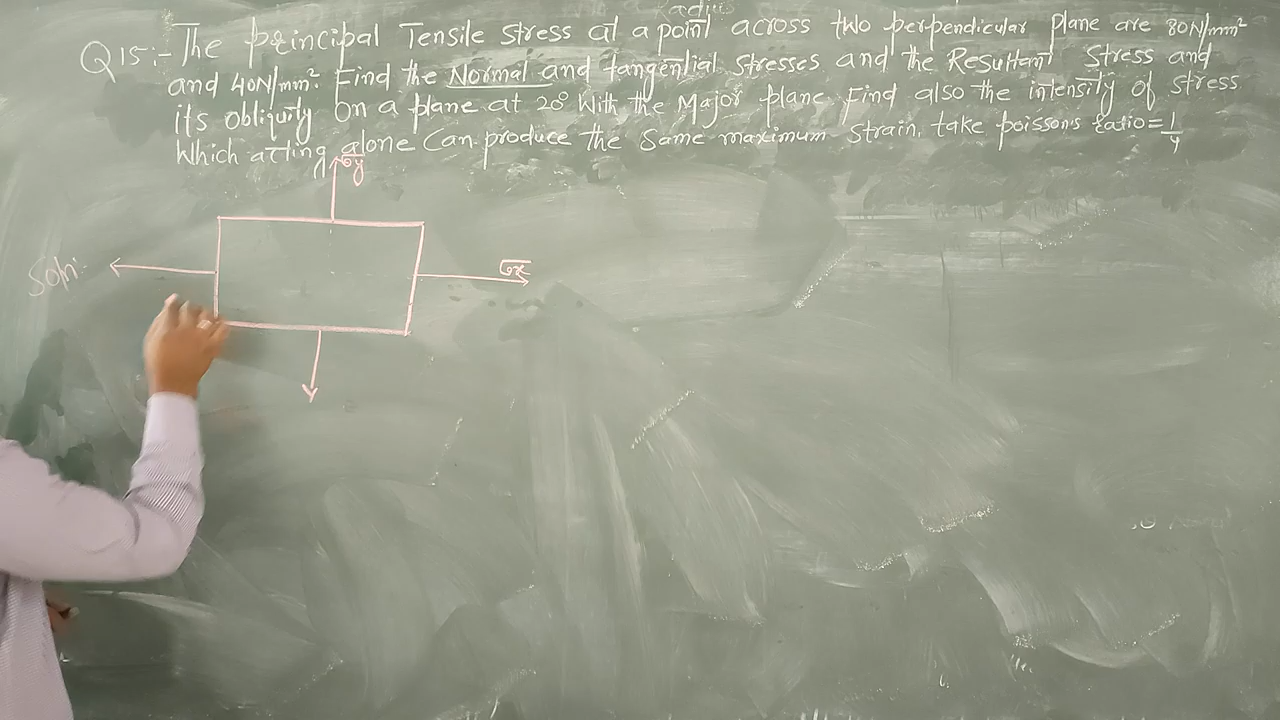 Q15:- The principal Tensile stress at a point across two perpendicular plane are 80N/mm²
and 40N/mm². Find the Normal and tangential stresses and the Resultant stress and
its obliquity on a plane at 20° With the Major plane. Find also the intensity of stress
Which acting alone Can produce the Same maximum strain, take poissons ratio=1/4
σy
Soln:
σx